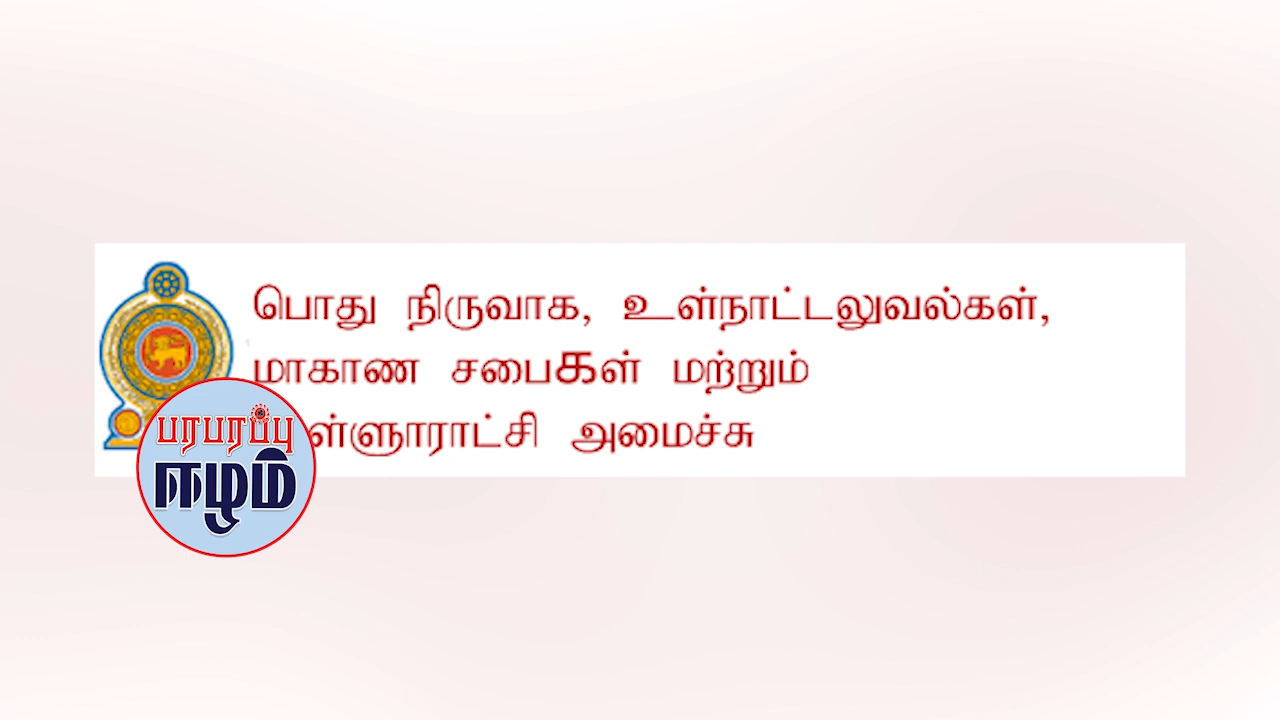 பொது நிருவாக, உள்நாட்டலுவல்கள்,
மாகாண சபைகள் மற்றும்
ள்ளுராட்சி அமைச்சு
பரபரப்பு
ஈழம்